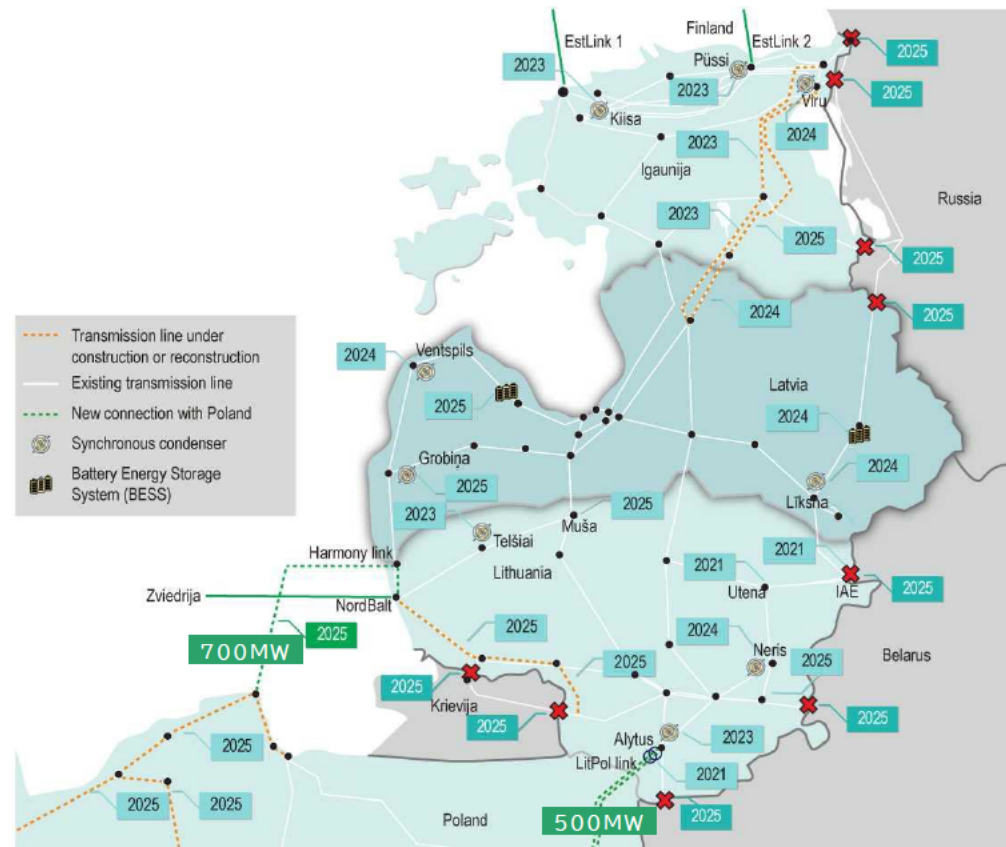 Finland
EstLink 1
EstLink 2
2023
Püssi
2025
2023
2025
Kiisa
Viru
2024
2023
Igaunija
Russia
2023
2025
2025
2024
2025
Transmission line under
construction or reconstruction
Existing transmission line
New connection with Poland
Synchronous condenser
Battery Energy Storage
System (BESS)
2024
Ventspils
2025
Latvia
2024
Grobiņa
2025
2024
Līksna
2023
Muša
2025
Telšiai
Harmony link
Lithuania
2021
2021
Zviedrija
NordBalt
Utena
IAE
2025
2025
700MW
2025
2024
Neris
Belarus
2025
2025
2025
Krievija
2025
2025
Alytus
2023
LitPol link
2021
2025
2025
2025
Poland
500MW
2025